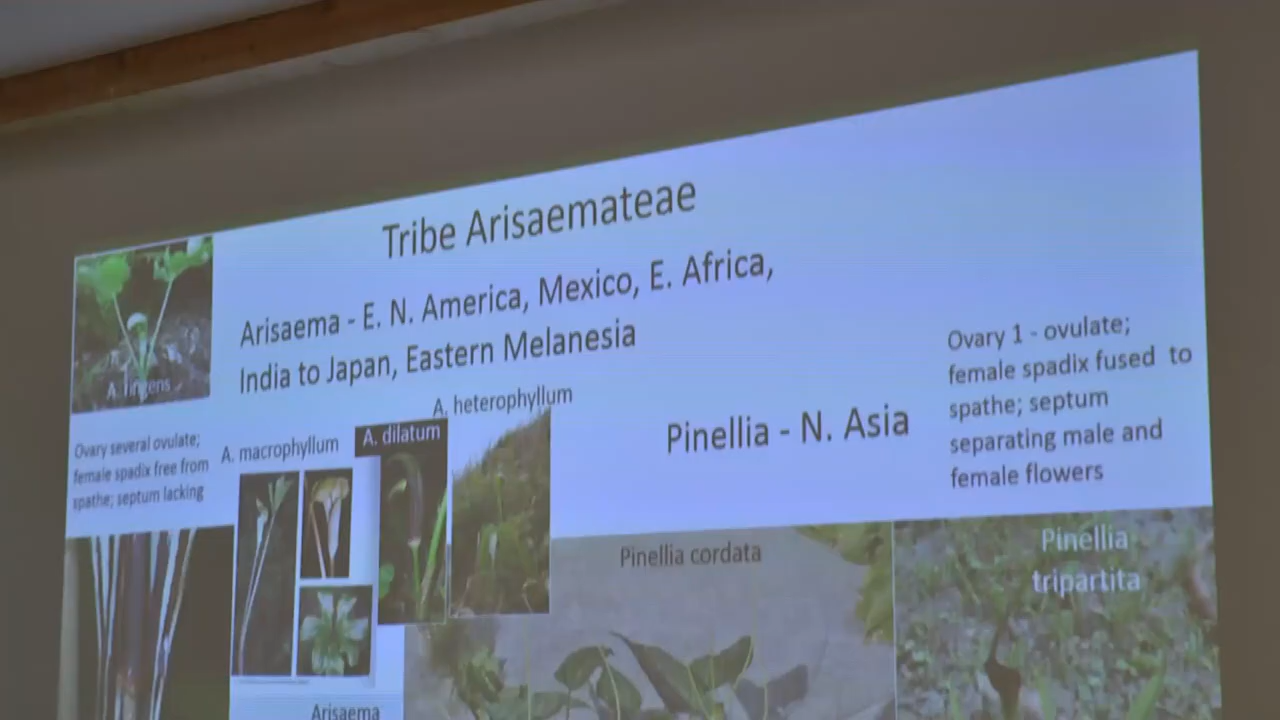 Tribe Arisaemateae
Arisaema - E. N. America, Mexico, E. Africa,
India to Japan, Eastern Melanesia
A. ringens
Ovary several ovulate;
female spadix free from
spathe; septum lacking
A. macrophyllum
A. dilatum
A. heterophyllum
Pinellia - N. Asia
Ovary 1 - ovulate;
female spadix fused to
spathe; septum
separating male and
female flowers
Pinellia cordata
Pinellia
tripartita
Arisaema